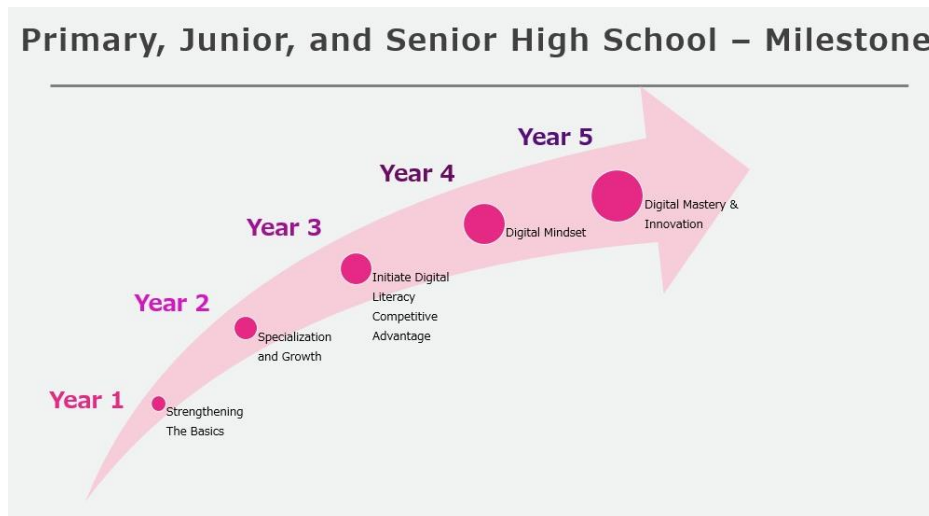 Primary, Junior, and Senior High School – Milestone
Year 1
Strengthening
The Basics
Year 2
Specialization
and Growth
Year 3
Initiate Digital
Literacy
Competitive
Advantage
Year 4
Digital Mindset
Year 5
Digital Mastery &
Innovation